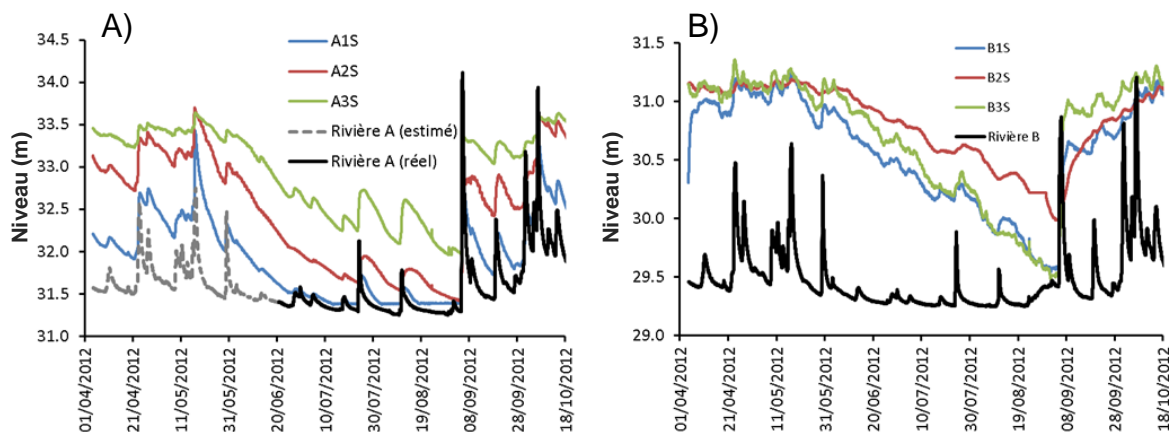 A)
Niveau (m)
34.5
34.0
33.5
33.0
32.5
32.0
31.5
31.0
A1S
A2S
A3S
Rivière A (estimé)
Rivière A (réel)
01/04/2012
21/04/2012
11/05/2012
31/05/2012
20/06/2012
10/07/2012
30/07/2012
19/08/2012
08/09/2012
28/09/2012
18/10/2012
B)
Niveau (m)
31.5
31.0
30.5
30.0
29.5
29.0
B1S
B2S
B3S
Rivière B
01/04/2012
21/04/2012
11/05/2012
31/05/2012
20/06/2012
10/07/2012
30/07/2012
19/08/2012
08/09/2012
28/09/2012
18/10/2012